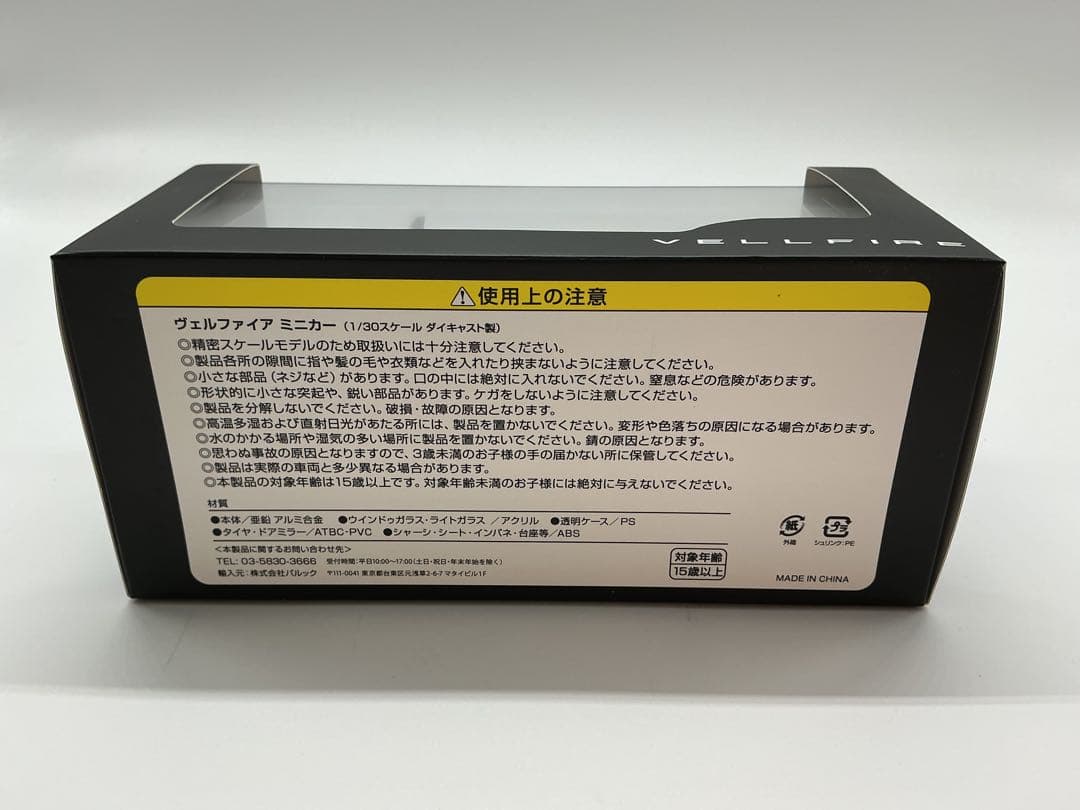 VELLFIRE
⚠使用上の注意
ヴェルファイア ミニカー（1/30スケール ダイキャスト製）
◎精密スケールモデルのため取扱いには十分注意してください。
◎製品各所の隙間に指や髪の毛や衣類などを入れたり挟まないように注意してください。
◎小さな部品（ネジなど）があります。口の中には絶対に入れないでください。窒息などの危険があります。
◎形状的に小さな突起や、鋭い部品があります。ケガをしないように注意してください。
◎製品を分解しないでください。破損・故障の原因となります。
◎高温多湿および直射日光があたる所には、製品を置かないでください。変形や色落ちの原因になる場合があります。
◎水のかかる場所や湿気の多い場所に製品を置かないでください。錆の原因となります。
◎思わぬ事故の原因となりますので、3歳未満のお子様の手の届かない所に保管してください。
◎製品は実際の車両と多少異なる場合があります。
◎本製品の対象年齢は15歳以上です。対象年齢未満のお子様には絶対に与えないでください。
材質
●本体／亜鉛 アルミ合金 ●ウインドゥガラス・ライトガラス ／アクリル ●透明ケース／PS
●タイヤ・ドアミラー／ATBC・PVC ●シャーシ・シート・インパネ・台座等／ABS
＜本製品に関するお問い合わせ先＞
TEL: 03-5830-3666 受付時間:平日10:00〜17:00(土日・祝日・年末年始を除く)
輸入元：株式会社バルック 〒111-0041 東京都台東区元浅草2-6-7 マタイビル1F
対象年齢
15歳以上
紙
外箱
プラ
シュリンク:PE
MADE IN CHINA